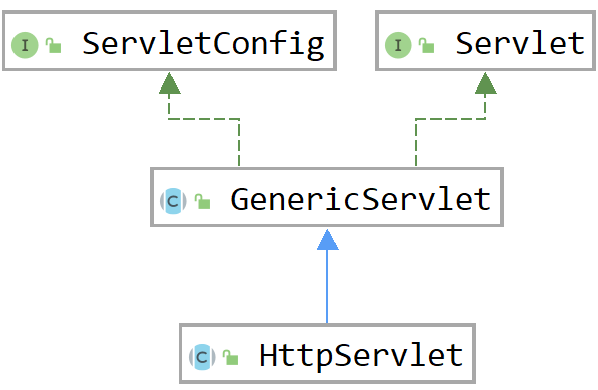 I ServletConfig
I Servlet
C GenericServlet
C HttpServlet